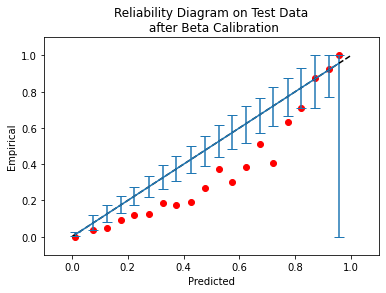 Reliability Diagram on Test Data
after Beta Calibration
1.0
0.8
0.6
0.4
0.2
0.0
Empirical
0.0 0.2 0.4 0.6 0.8 1.0
Predicted